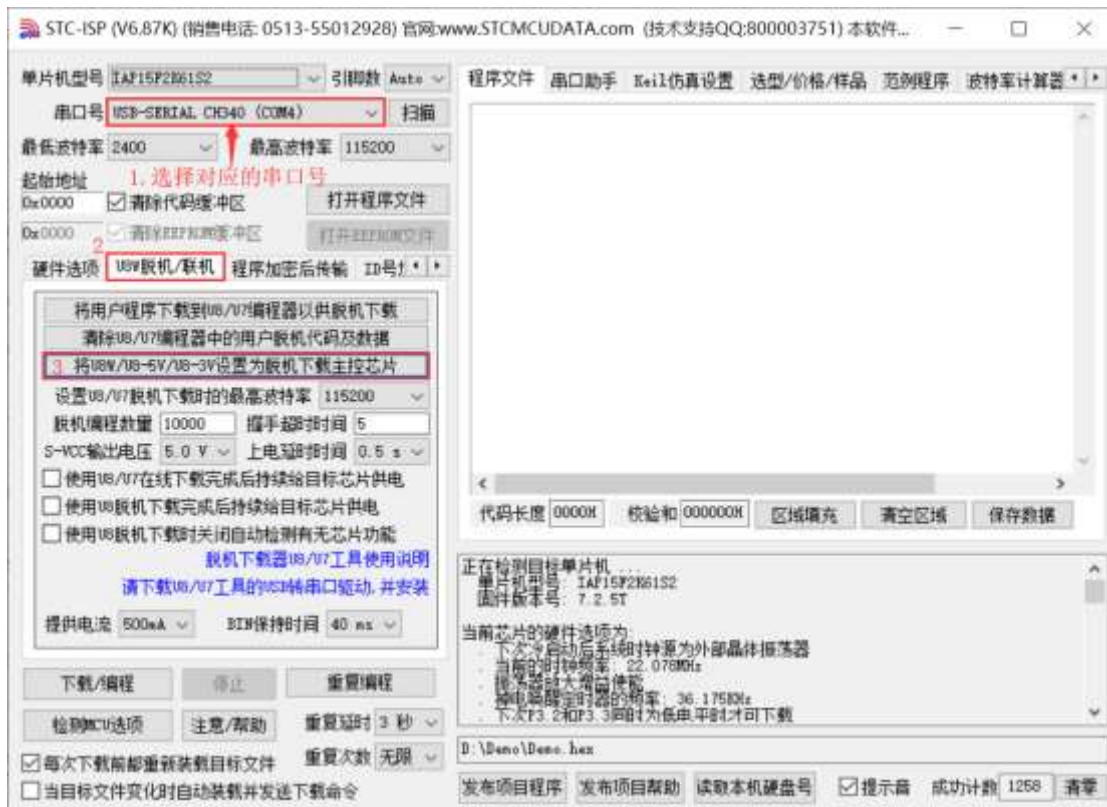 STC-ISP (V6.87K) (销售电话: 0513-55012928) 官网:www.STCMCUDATA.com (技术支持QQ:800003751) 本软件...
单片机型号 IAP15F2K61S2 引脚数 Auto
串口号 USB-SERIAL CH340 (COM4) 扫描
最低波特率 2400 最高波特率 115200
1.选择对应的串口号
起始地址
0x0000 清除代码缓冲区 打开程序文件
0x0000 清除EEPROM缓冲区 打开EEPROM文件
2
硬件选项 U8W脱机/联机 程序加密后传输 ID号
将用户程序下载到U8/U7编程器以供脱机下载
清除U8/U7编程器中的用户脱机代码及数据
3 将U8W/U8-5V/U8-3V设置为脱机下载主控芯片
设置U8/U7脱机下载时的最高波特率 115200
脱机编程数量 10000 握手超时时间 5
S-VCC输出电压 5.0 V 上电延时时间 0.5 s
使用U8/U7在线下载完成后持续给目标芯片供电
使用U8脱机下载完成后持续给目标芯片供电
使用U8脱机下载时关闭自动检测有无芯片功能
脱机下载器U8/U7工具使用说明
请下载U8/U7工具的USB转串口驱动,并安装
提供电流 500mA BIN保持时间 40 ms
下载/编程 停止 重复编程
检测MCU选项 注意/帮助 重复延时 3 秒
每次下载前都重新装载目标文件 重复次数 无限
当目标文件变化时自动装载并发送下载命令
程序文件 串口助手 Keil仿真设置 选型/价格/样品 范例程序 波特率计算器
代码长度 0000H 校验和 000000H 区域填充 清空区域 保存数据
正在检测目标单片机 ...
单片机型号: IAP15F2K61S2
固件版本号: 7.2.5T
当前芯片的硬件选项为:
. 下次冷启动后系统时钟源为外部晶体振荡器
. 当前的时钟频率: 22.078MHz
. 振荡器的大增益使能
. 掉电唤醒定时器的频率: 36.175KHz
. 下次P3.2和P3.3同时为低电平时才可下载
D:\Demo\Demo.hex
发布项目程序 发布项目帮助 读取本机硬盘号 提示音 成功计数 1258 清零